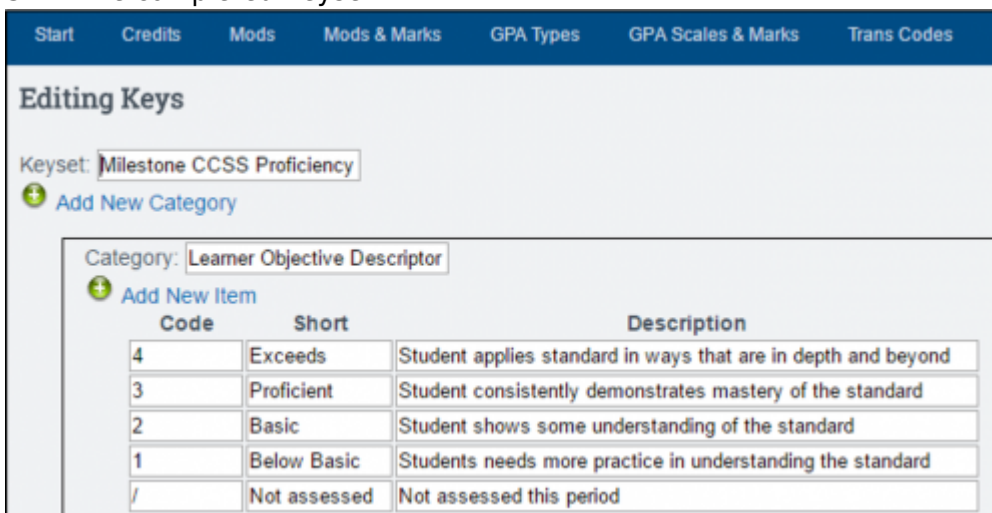 Start Credits Mods Mods & Marks GPA Types GPA Scales & Marks Trans Codes
Editing Keys
Keyset: Milestone CCSS Proficiency
Add New Category
Category: Learner Objective Descriptor
Add New Item
Code Short Description
4 Exceeds Student applies standard in ways that are in depth and beyond
3 Proficient Student consistently demonstrates mastery of the standard
2 Basic Student shows some understanding of the standard
1 Below Basic Students needs more practice in understanding the standard
/ Not assessed Not assessed this period